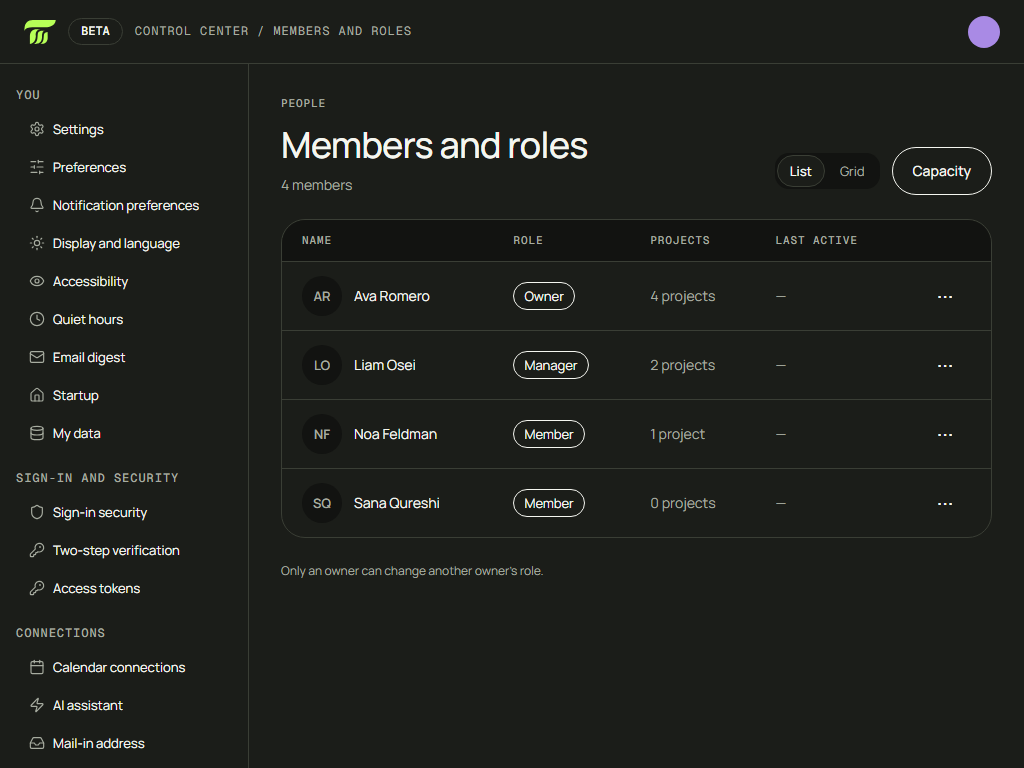 BETA CONTROL CENTER / MEMBERS AND ROLES
YOU
Settings
Preferences
Notification preferences
Display and language
Accessibility
Quiet hours
Email digest
Startup
My data
SIGN-IN AND SECURITY
Sign-in security
Two-step verification
Access tokens
CONNECTIONS
Calendar connections
AI assistant
Mail-in address
PEOPLE
Members and roles
4 members
List Grid Capacity
NAME ROLE PROJECTS LAST ACTIVE
AR Ava Romero Owner 4 projects — ...
LO Liam Osei Manager 2 projects — ...
NF Noa Feldman Member 1 project — ...
SQ Sana Qureshi Member 0 projects — ...
Only an owner can change another owner's role.